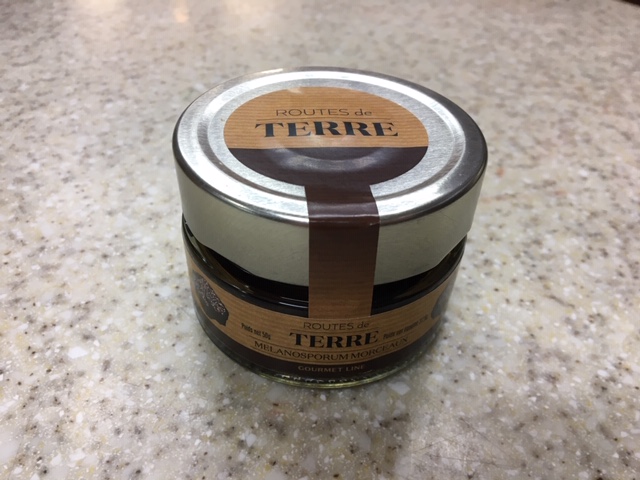 ROUTES de
TERRE
ROUTES de
TERRE
MELANOSPORUM MORCEAUX
GOURMET LINE